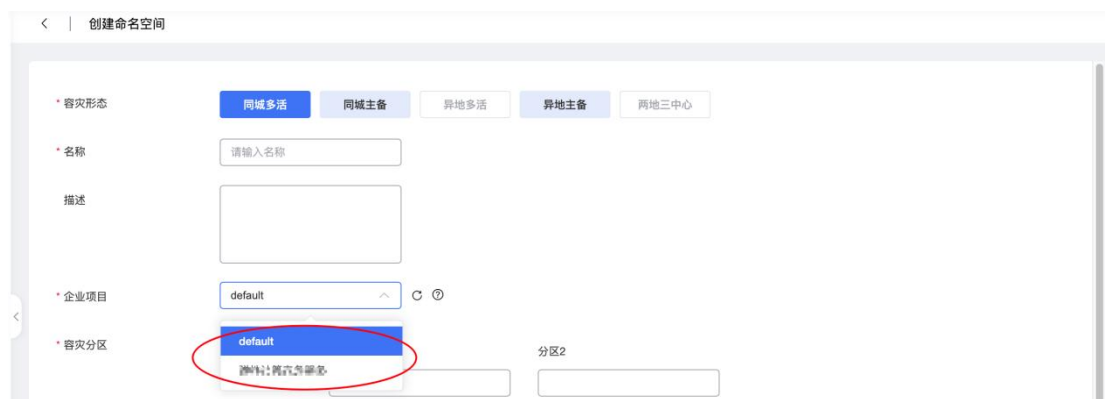 创建命名空间
* 容灾形态
同城多活
同城主备
异地多活
异地主备
两地三中心
* 名称
请输入名称
描述
* 企业项目
default
* 容灾分区
default
分区2